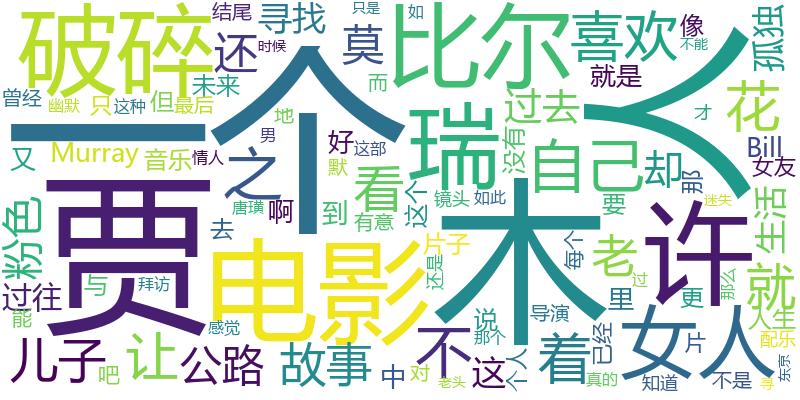 结尾
寻找
只是
如
破碎
还
时候
莫
比尔
喜欢
像
不能
孤独
曾经
未来
而
就是
幽默
只
这种
但
最后
一个
人
又
地
瑞
过去
才
花
Murray
音乐
情人
男
好
这部
没有
自己
却
那
Bill
女友
之
默
看
这个
镜头
如此
要
迷失
唐璜
啊
到
有意
贾
木
许
粉色
去
电影
片子
还是
每个
老
里
更
那么
生活
就
过往
与
拜访
能
感觉
说
那个
导演
已经
过
人生
儿子
让
公路
故事
不
这
个人
着
女人
片
配乐
吧
中
对
老头
真的
知道
不是
东京
寻